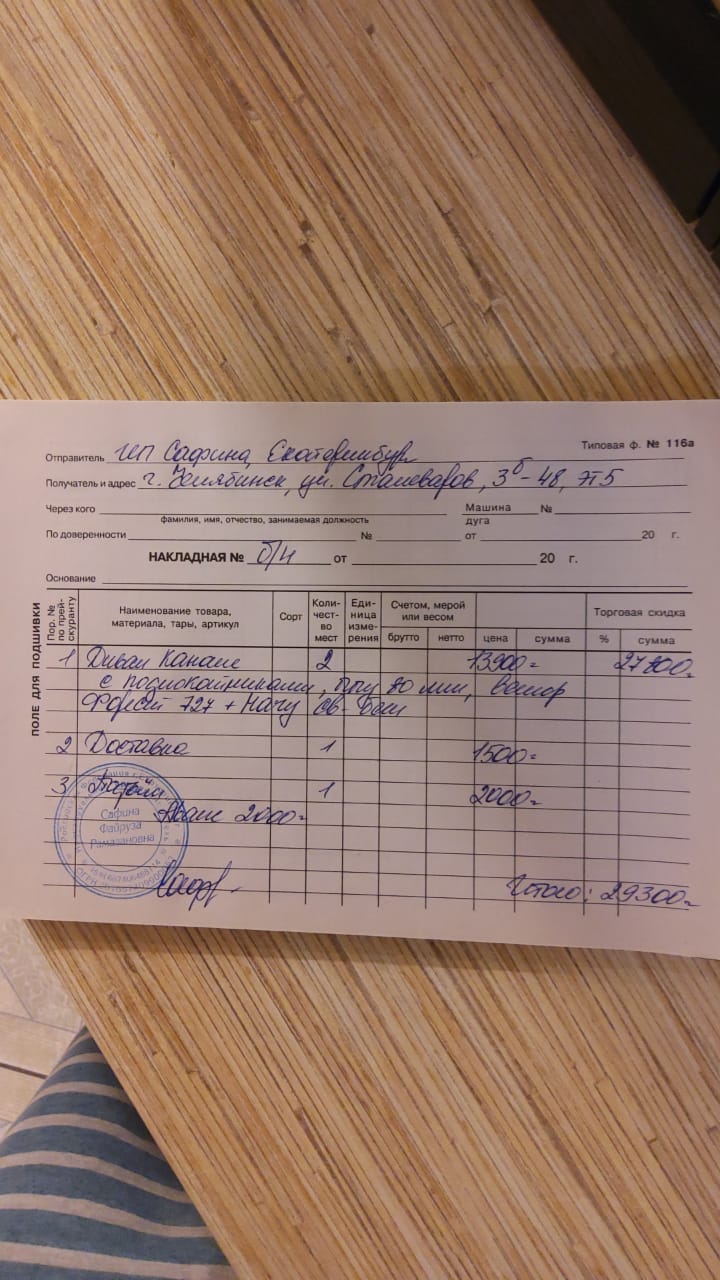 Типовая ф. № 116а
Отправитель ИП Сафина, Екатеринбург
Получатель и адрес г. Челябинск, ул. Сталеваров, 3б - 48, эт 5
Через кого Машина №
фамилия, имя, отчество, занимаемая должность дуга
По доверенности № от 20 г.
НАКЛАДНАЯ № б/н от 20 г.
Основание
ПОЛЕ ДЛЯ ПОДШИВКИ
Пор. № по прейскуранту
Наименование товара, материала, тары, артикул
Сорт
Количество мест
Единица измерения
Счетом, мерой или весом
брутто нетто цена сумма
Торговая скидка
% сумма
1 Диван 2 13900= 27800=
с подлокотниками, ппу 80 мм, велюр
727 +
2 Доставка 1 1500=
3 1 2000=
Аванс 2000=
Сафина
Файруза
Рамазановна
Итого: 29300=